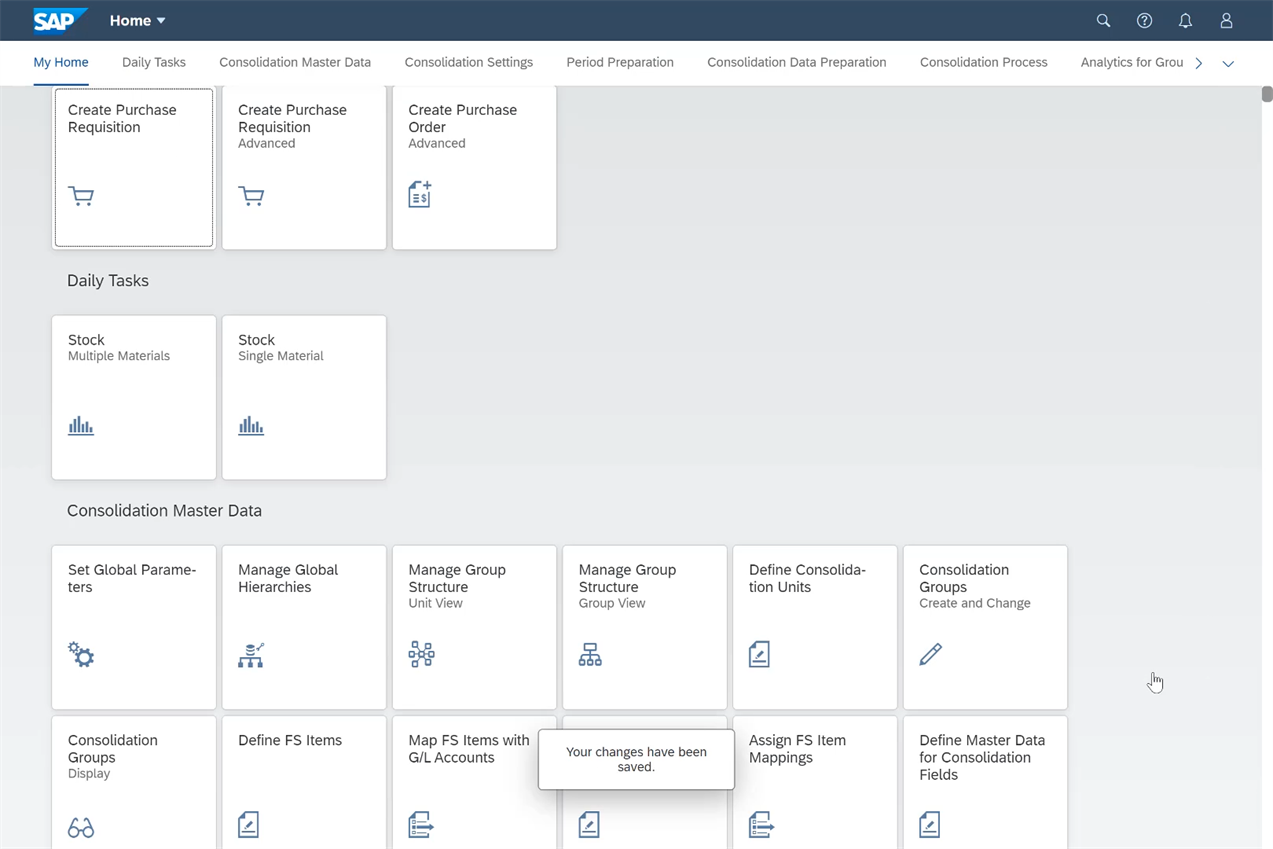 SAP Home
My Home Daily Tasks Consolidation Master Data Consolidation Settings Period Preparation Consolidation Data Preparation Consolidation Process Analytics for Grou
Create Purchase
Requisition
Create Purchase
Requisition
Advanced
Create Purchase
Order
Advanced
Daily Tasks
Stock
Multiple Materials
Stock
Single Material
Consolidation Master Data
Set Global Parame-
ters
Manage Global
Hierarchies
Manage Group
Structure
Unit View
Manage Group
Structure
Group View
Define Consolida-
tion Units
Consolidation
Groups
Create and Change
Consolidation
Groups
Display
Define FS Items
Map FS Items with
G/L Accounts
Your changes have been
saved.
Assign FS Item
Mappings
Define Master Data
for Consolidation
Fields